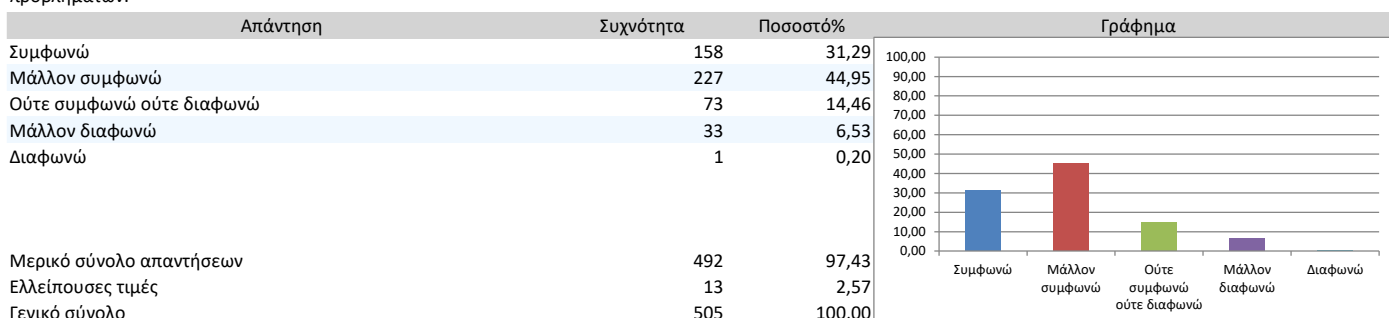 Απάντηση Συχνότητα Ποσοστό% Γράφημα
Συμφωνώ 158 31,29
Μάλλον συμφωνώ 227 44,95
Ούτε συμφωνώ ούτε διαφωνώ 73 14,46
Μάλλον διαφωνώ 33 6,53
Διαφωνώ 1 0,20
Μερικό σύνολο απαντήσεων 492 97,43
Ελλείπουσες τιμές 13 2,57
Γενικό σύνολο 505 100,00
100,00
90,00
80,00
70,00
60,00
50,00
40,00
30,00
20,00
10,00
0,00
Συμφωνώ Μάλλον Ούτε Μάλλον Διαφωνώ
συμφωνώ συμφωνώ διαφωνώ
ούτε διαφωνώ